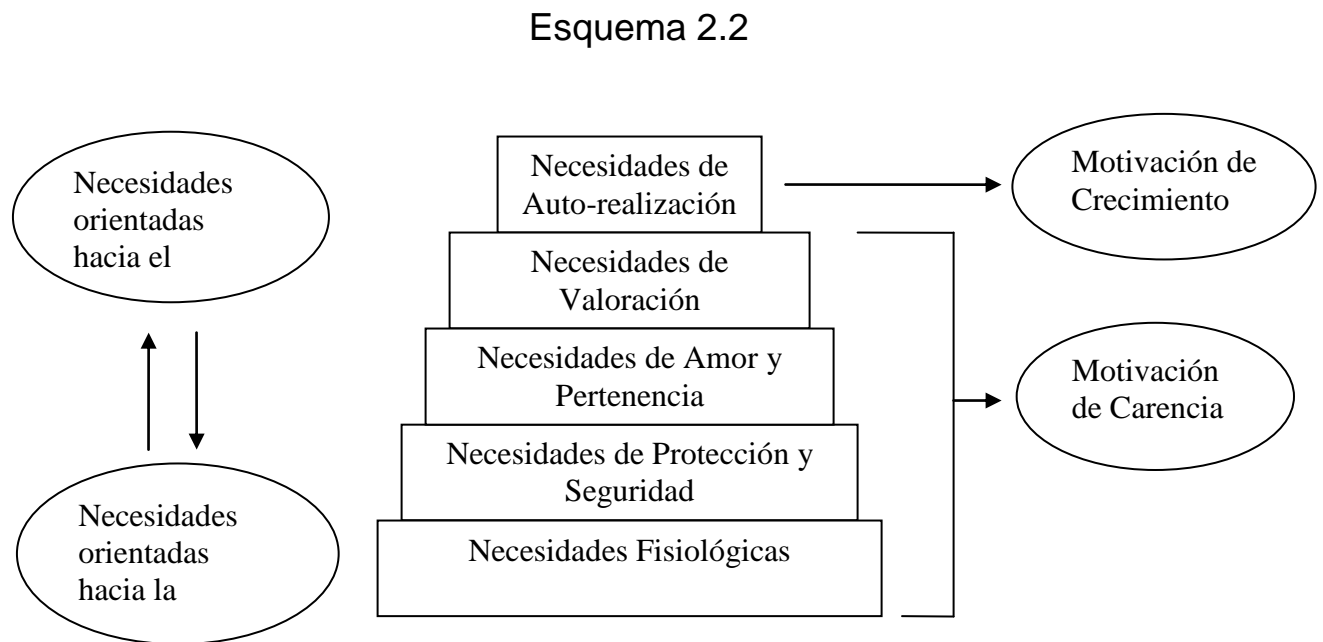 Esquema 2.2
Necesidades
orientadas
hacia el
Necesidades de
Auto-realización
Motivación de
Crecimiento
Necesidades de
Valoración
Necesidades de Amor y
Pertenencia
Motivación
de Carencia
Necesidades de Protección y
Seguridad
Necesidades
orientadas
hacia la
Necesidades Fisiológicas